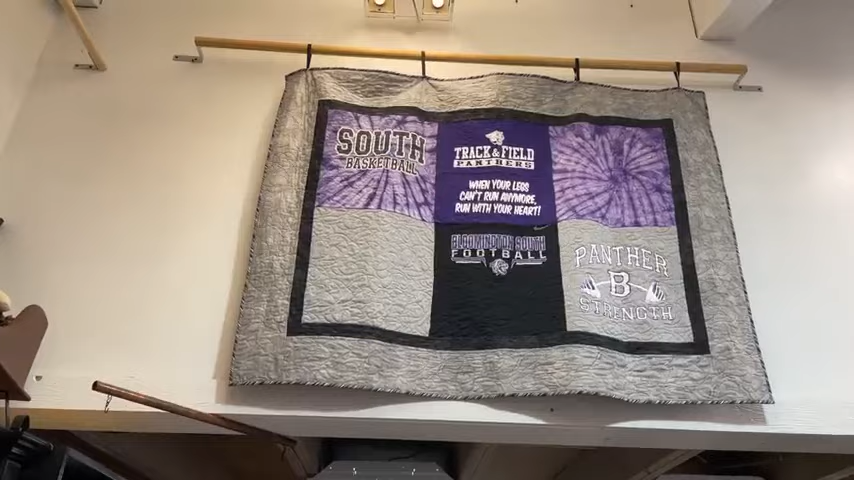 SOUTH
BASKETBALL
TRACK & FIELD
PANTHERS
WHEN YOUR LEGS
CAN'T RUN ANYMORE,
RUN WITH YOUR HEART!
BLOOMINGTON SOUTH
FOOTBALL
PANTHER
B
STRENGTH